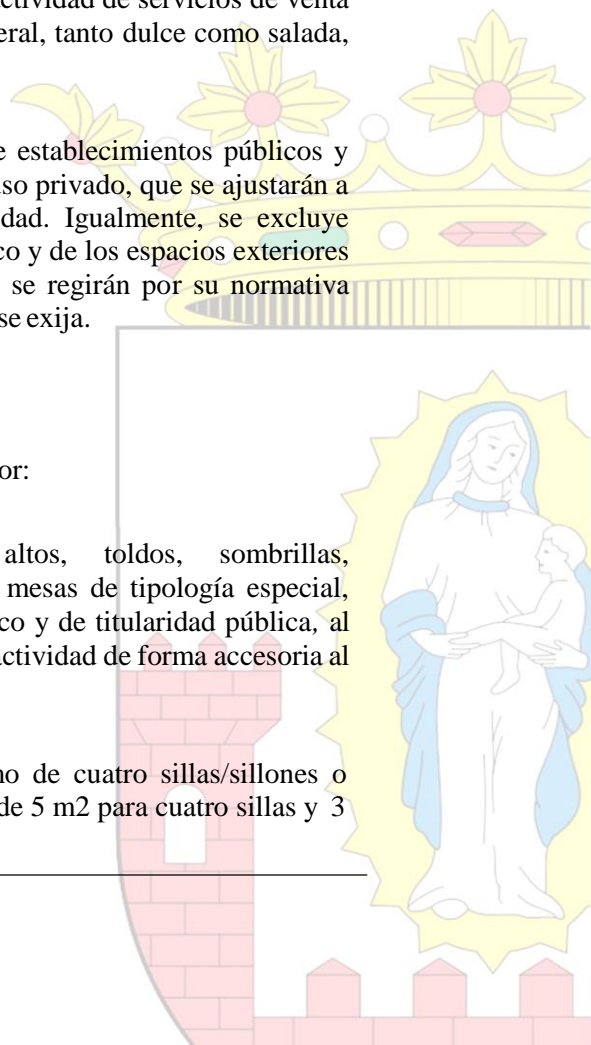 actividad de servicios de venta
eral, tanto dulce como salada,
e establecimientos públicos y
uso privado, que se ajustarán a
dad. Igualmente, se excluye
co y de los espacios exteriores
se regirán por su normativa
se exija.
or:
altos, toldos, sombrillas,
mesas de tipología especial,
co y de titularidad pública, al
actividad de forma accesoria al
no de cuatro sillas/sillones o
de 5 m2 para cuatro sillas y 3